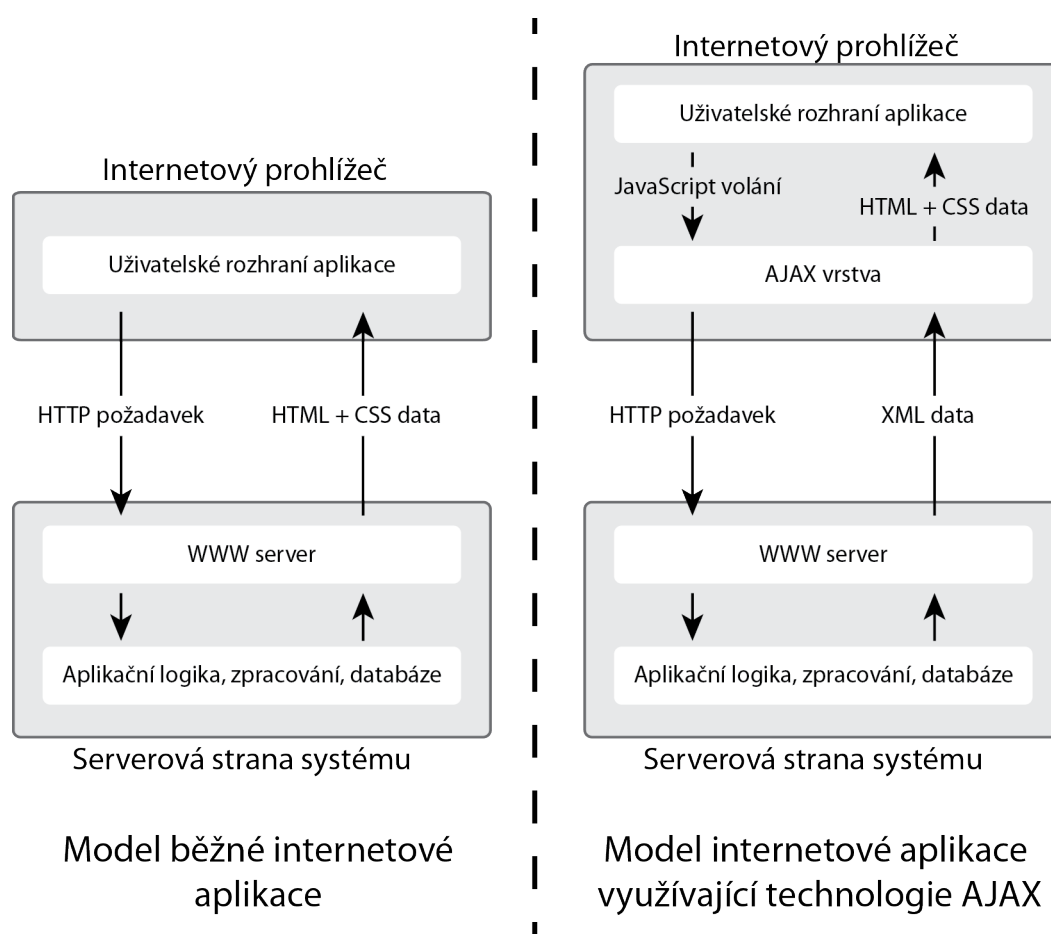 Internetový prohlížeč
Uživatelské rozhraní aplikace
HTTP požadavek
HTML + CSS data
WWW server
Aplikační logika, zpracování, databáze
Serverová strana systému
Model běžné internetové
aplikace
Internetový prohlížeč
Uživatelské rozhraní aplikace
JavaScript volání
HTML + CSS data
AJAX vrstva
HTTP požadavek
XML data
WWW server
Aplikační logika, zpracování, databáze
Serverová strana systému
Model internetové aplikace
využívající technologie AJAX